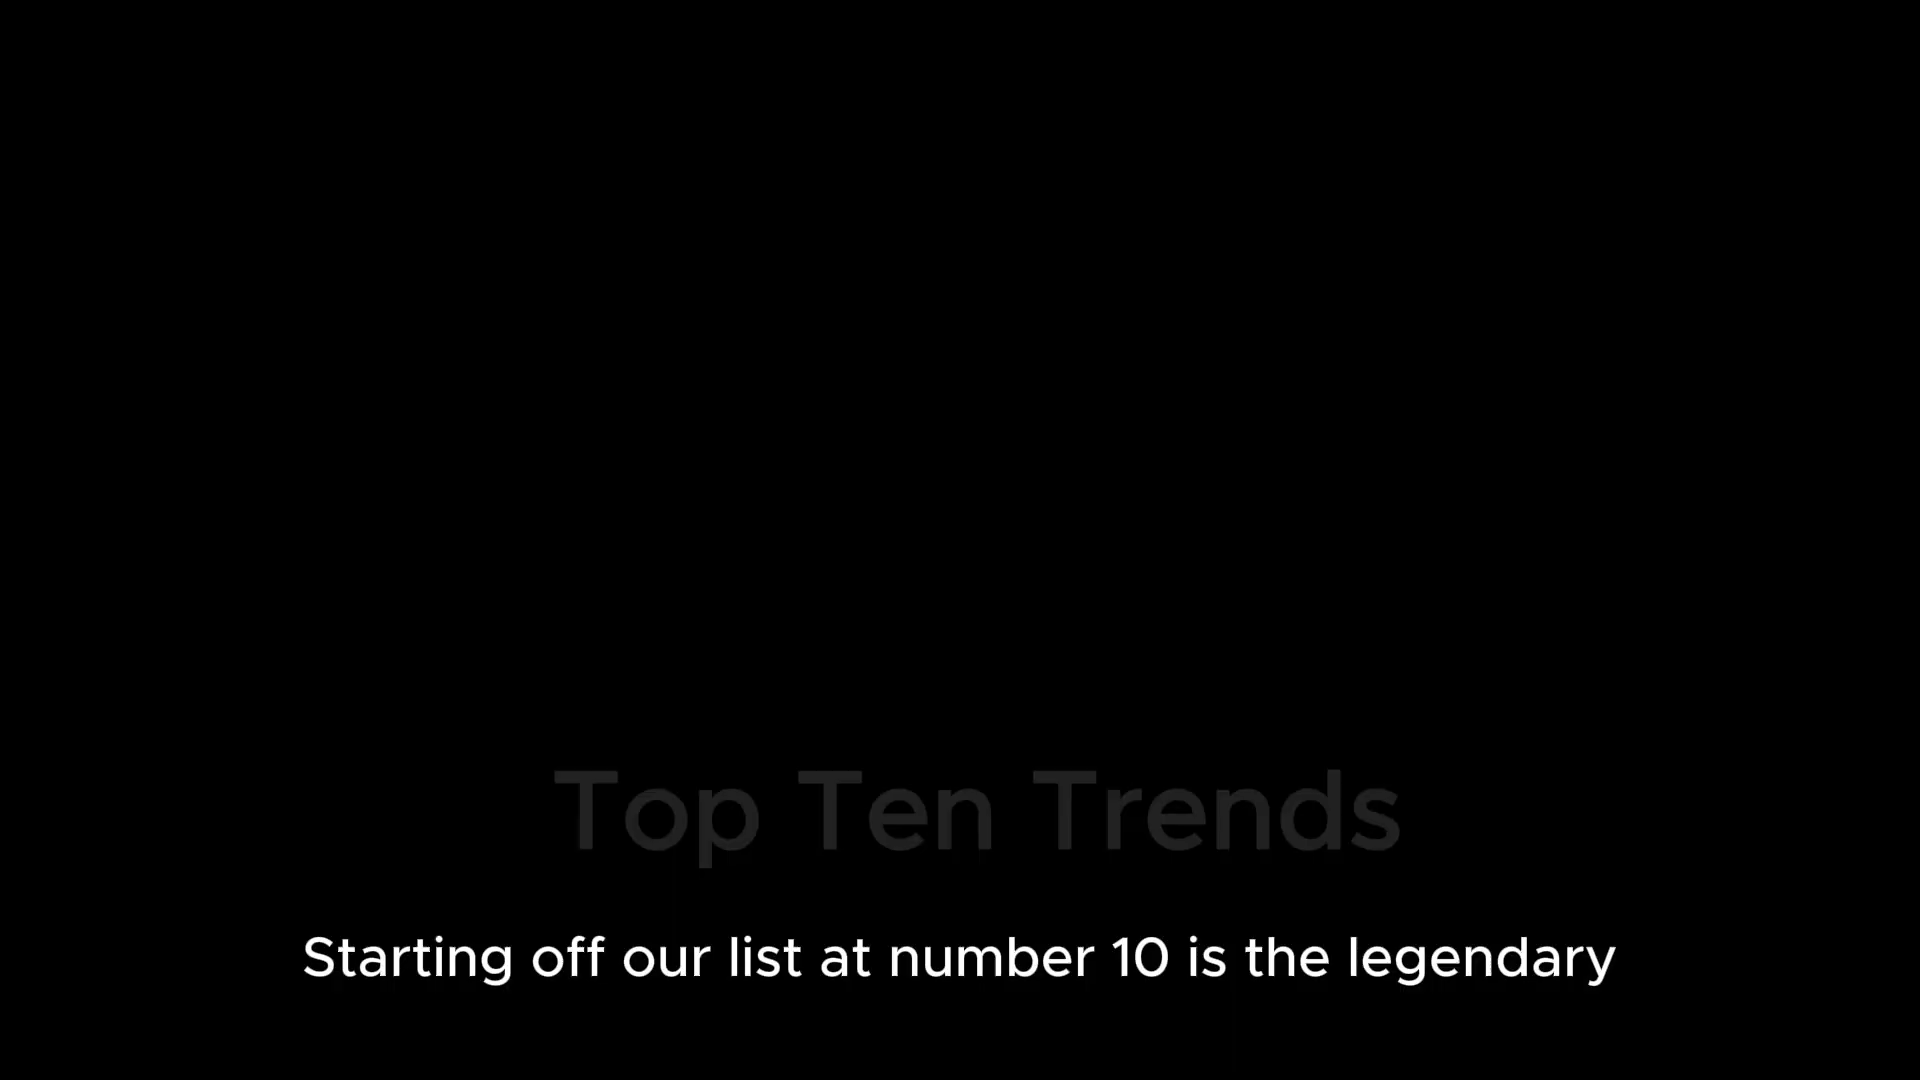 Top Ten Trends
Starting off our list at number 10 is the legendary